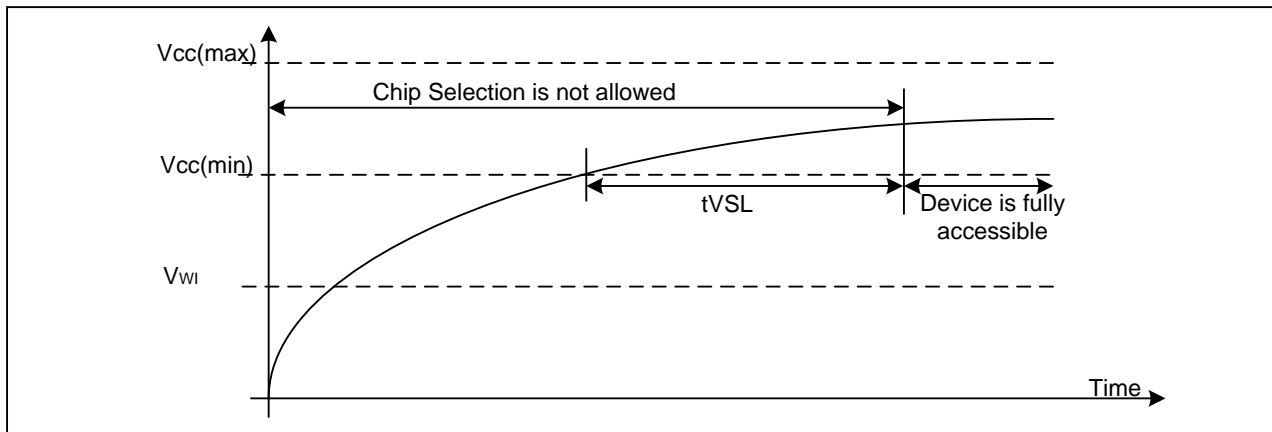 Vcc(max)
Chip Selection is not allowed
Vcc(min)
tVSL
Device is fully
accessible
VWI
Time